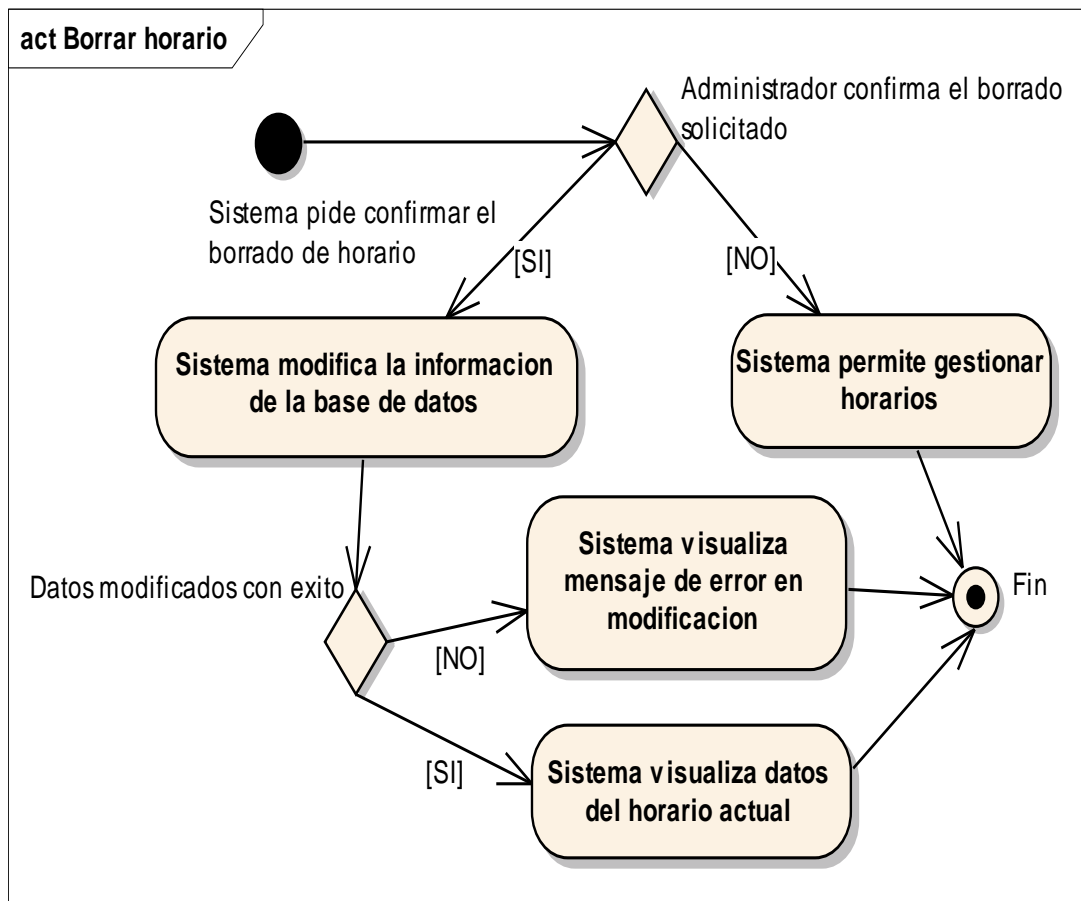 act Borrar horario
Administrador confirma el borrado
solicitado
Sistema pide confirmar el
borrado de horario
[SI]
[NO]
Sistema modifica la informacion
de la base de datos
Sistema permite gestionar
horarios
Sistema visualiza
mensaje de error en
modificacion
Fin
Datos modificados con exito
[NO]
[SI]
Sistema visualiza datos
del horario actual